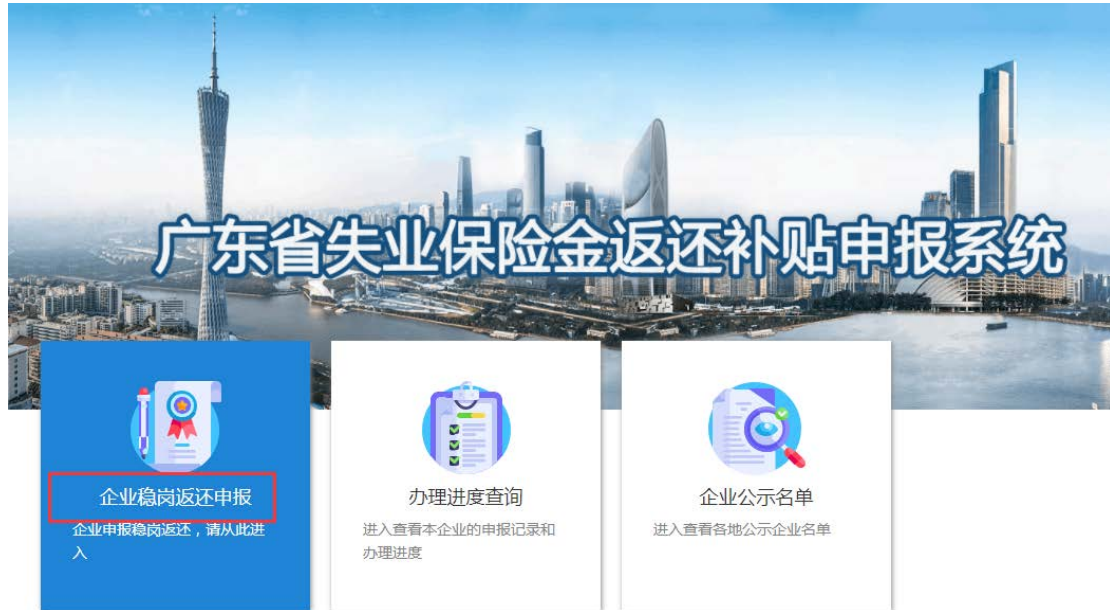 广东省失业保险金返还补贴申报系统
企业稳岗返还申报
企业申报稳岗返还，请从此进
入
办理进度查询
进入查看本企业的申报记录和
办理进度
企业公示名单
进入查看各地公示企业名单